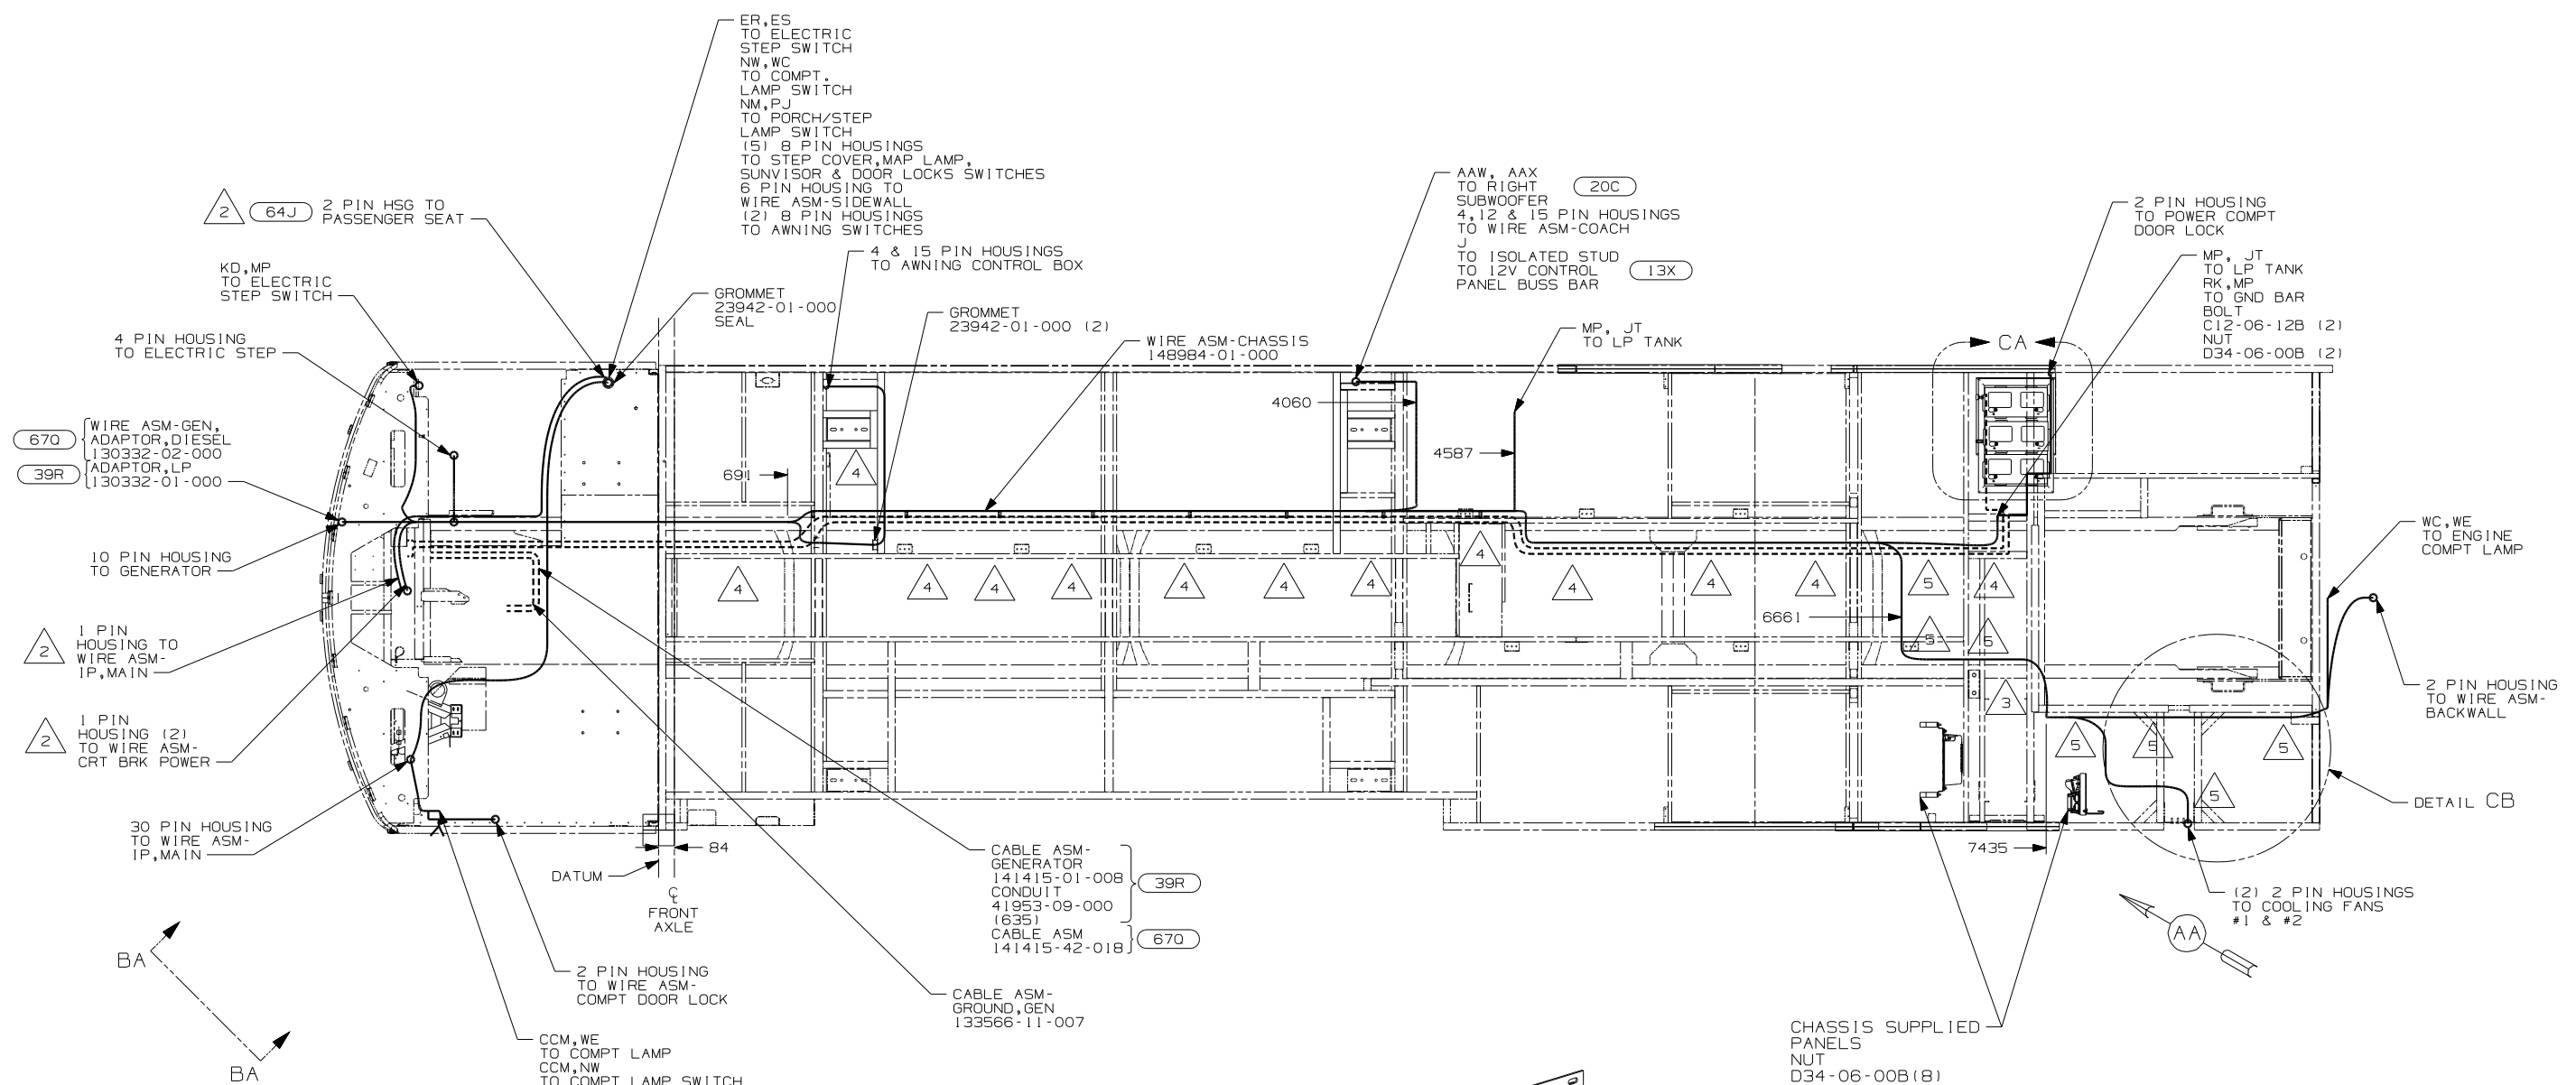 ER,ES
TO ELECTRIC
STEP SWITCH
NW,WC
TO COMPT.
LAMP SWITCH
NM,PJ
TO PORCH/STEP
LAMP SWITCH
(5) 8 PIN HOUSINGS
TO STEP COVER,MAP LAMP,
SUNVISOR & DOOR LOCKS SWITCHES
6 PIN HOUSING TO
WIRE ASM-SIDEWALL
(2) 8 PIN HOUSINGS
TO AWNING SWITCHES
2
64J
2 PIN HSG TO
PASSENGER SEAT
KD,MP
TO ELECTRIC
STEP SWITCH
4 PIN HOUSING
TO ELECTRIC STEP
67Q
WIRE ASM-GEN,
ADAPTOR,DIESEL
130332-02-000
39R
ADAPTOR,LP
130332-01-000
10 PIN HOUSING
TO GENERATOR
2
1 PIN
HOUSING TO
WIRE ASM-
IP,MAIN
2
1 PIN
HOUSING (2)
TO WIRE ASM-
CRT BRK POWER
30 PIN HOUSING
TO WIRE ASM-
IP,MAIN
GROMMET
23942-01-000
SEAL
4 & 15 PIN HOUSINGS
TO AWNING CONTROL BOX
GROMMET
23942-01-000 (2)
WIRE ASM-CHASSIS
148984-01-000
AAW, AAX
TO RIGHT
SUBWOOFER
20C
4,12 & 15 PIN HOUSINGS
TO WIRE ASM-COACH
J
TO ISOLATED STUD
TO 12V CONTROL
PANEL BUSS BAR
13X
MP, JT
TO LP TANK
2 PIN HOUSING
TO POWER COMPT
DOOR LOCK
MP, JT
TO LP TANK
RK,MP
TO GND BAR
BOLT
C12-06-12B (2)
NUT
D34-06-00B (2)
CA
4060
4587
691
4
4
4
4
4
4
4
4
4
4
4
4
5
4
6661
5
5
3
5
5
5
5
WC,WE
TO ENGINE
COMPT LAMP
2 PIN HOUSING
TO WIRE ASM-
BACKWALL
DETAIL CB
7435
84
DATUM
℄
FRONT
AXLE
CABLE ASM-
GENERATOR
141415-01-008
CONDUIT
41953-09-000
(635)
39R
CABLE ASM
141415-42-018
67Q
(2) 2 PIN HOUSINGS
TO COOLING FANS
#1 & #2
AA
BA
BA
2 PIN HOUSING
TO WIRE ASM-
COMPT DOOR LOCK
CABLE ASM-
GROUND,GEN
133566-11-007
CCM,WE
TO COMPT LAMP
CCM,NW
TO COMPT LAMP SWITCH
CHASSIS SUPPLIED
PANELS
NUT
D34-06-00B(8)